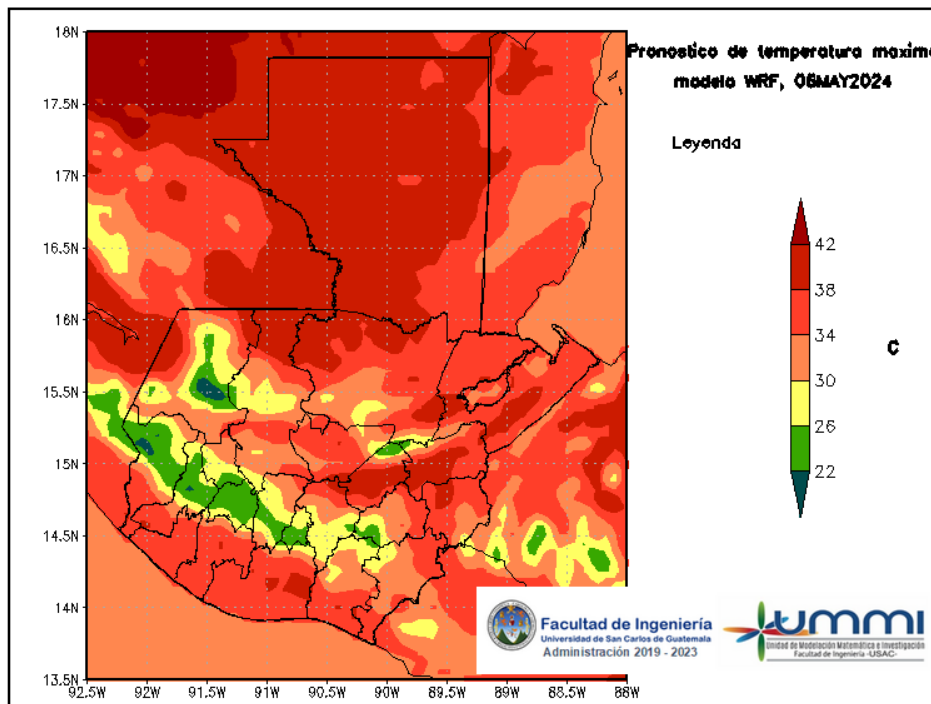 Pronostico de temperatura maxima
modelo WRF, 06MAY2024
Leyenda
18N
17.5N
17N
16.5N
16N
15.5N
15N
14.5N
14N
13.5N
92.5W
92W
91.5W
91W
90.5W
90W
89.5W
89W
88.5W
88W
42
38
34
30
26
22
C
Facultad de Ingeniería
Universidad de San Carlos de Guatemala
Administración 2019 - 2023
UMMI
Unidad de Modelación Matemática e Investigación
Facultad de Ingeniería -USAC-